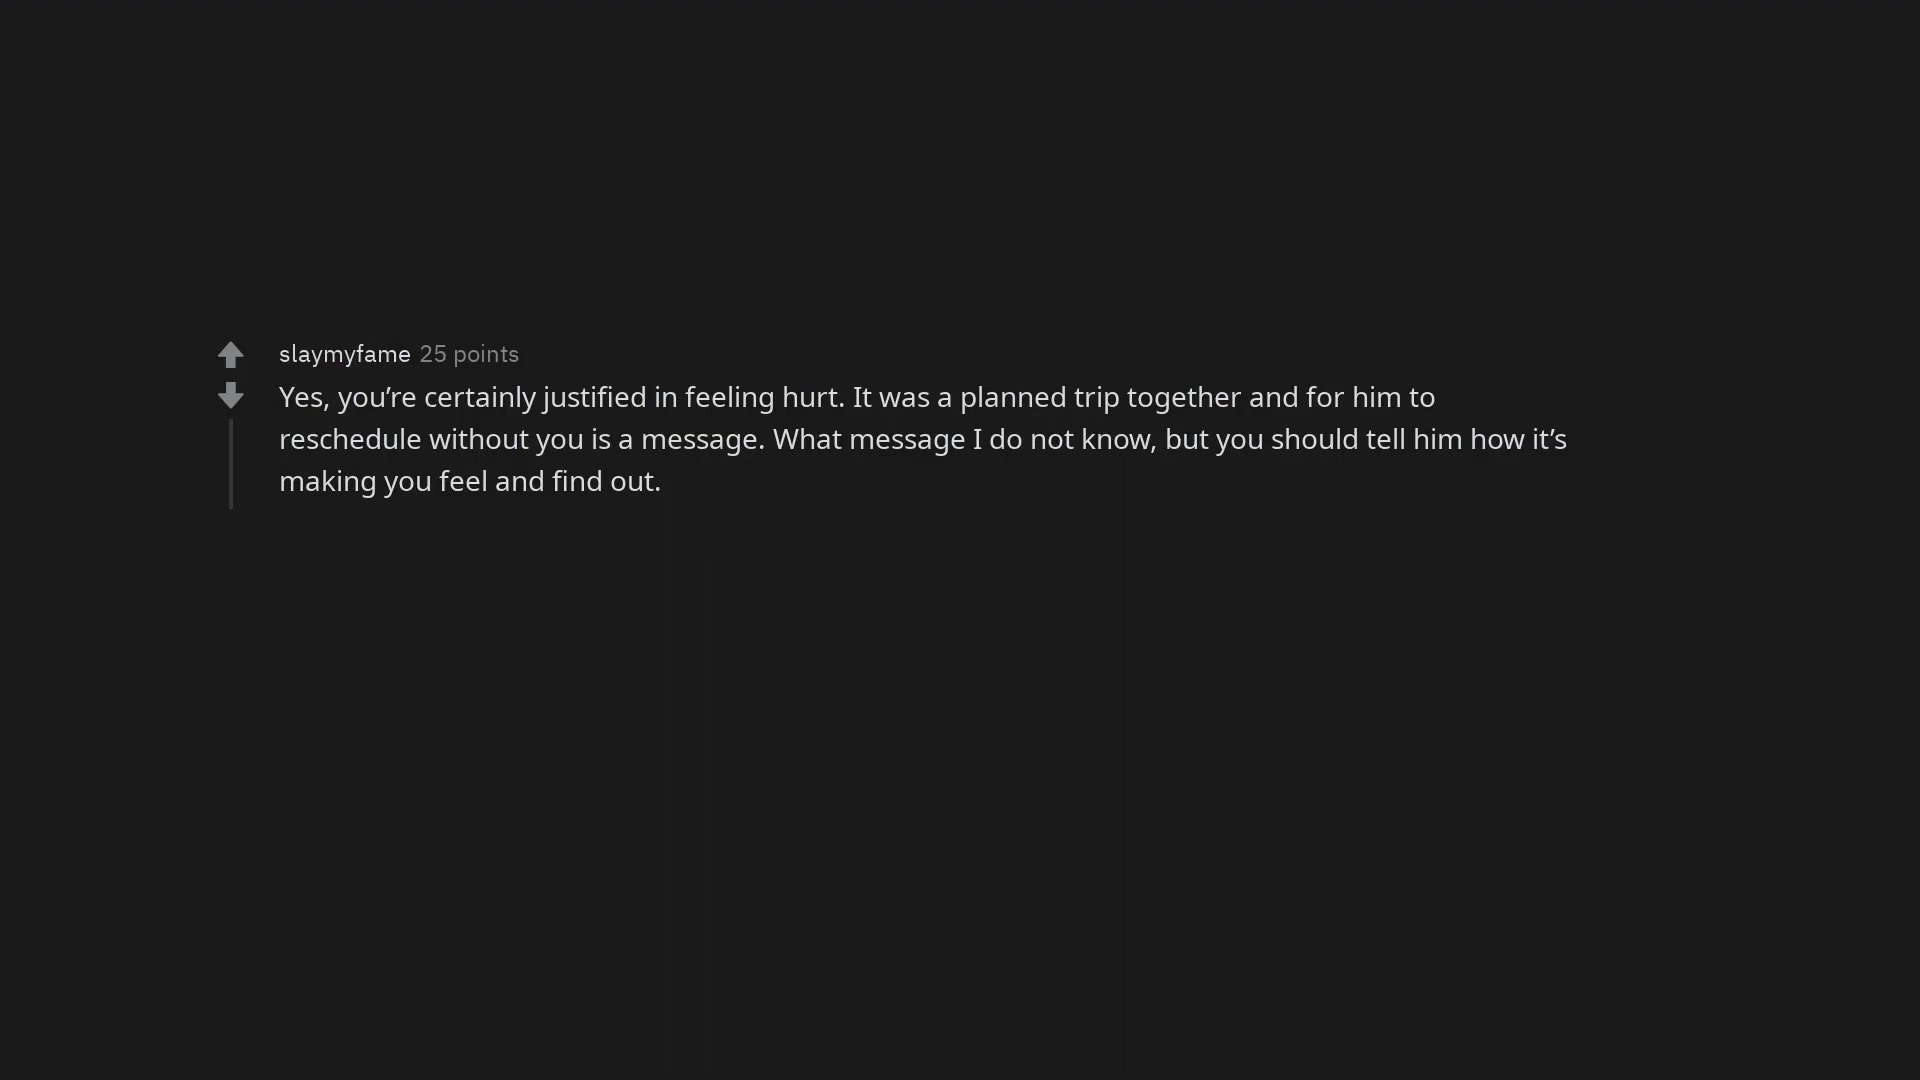 slaymyfame 25 points
Yes, you’re certainly justified in feeling hurt. It was a planned trip together and for him to
reschedule without you is a message. What message I do not know, but you should tell him how it’s
making you feel and find out.